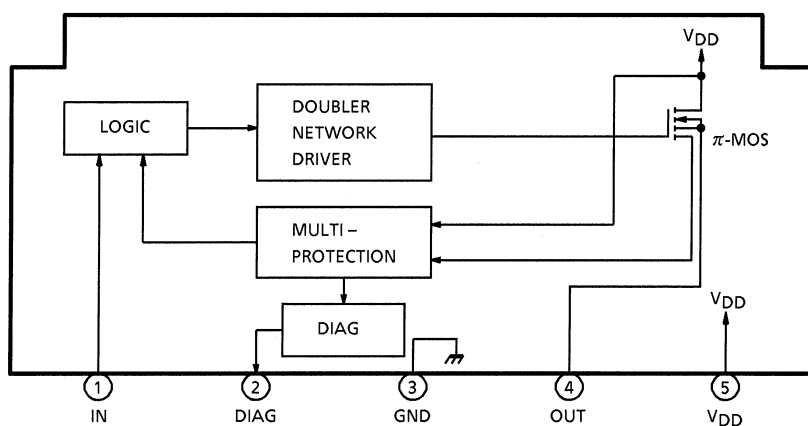 VDD
LOGIC
DOUBLER
NETWORK
DRIVER
π-MOS
MULTI –
PROTECTION
DIAG
VDD
1
2
3
4
5
IN
DIAG
GND
OUT
VDD